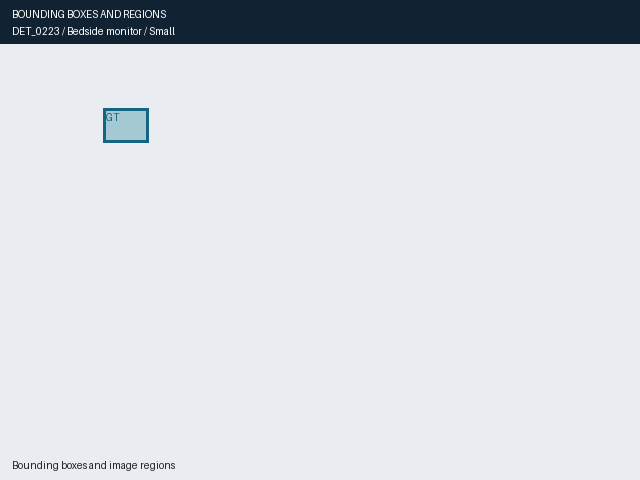 BOUNDING BOXES AND REGIONS
DET_0223 / Bedside monitor / Small
GT
Bounding boxes and image regions